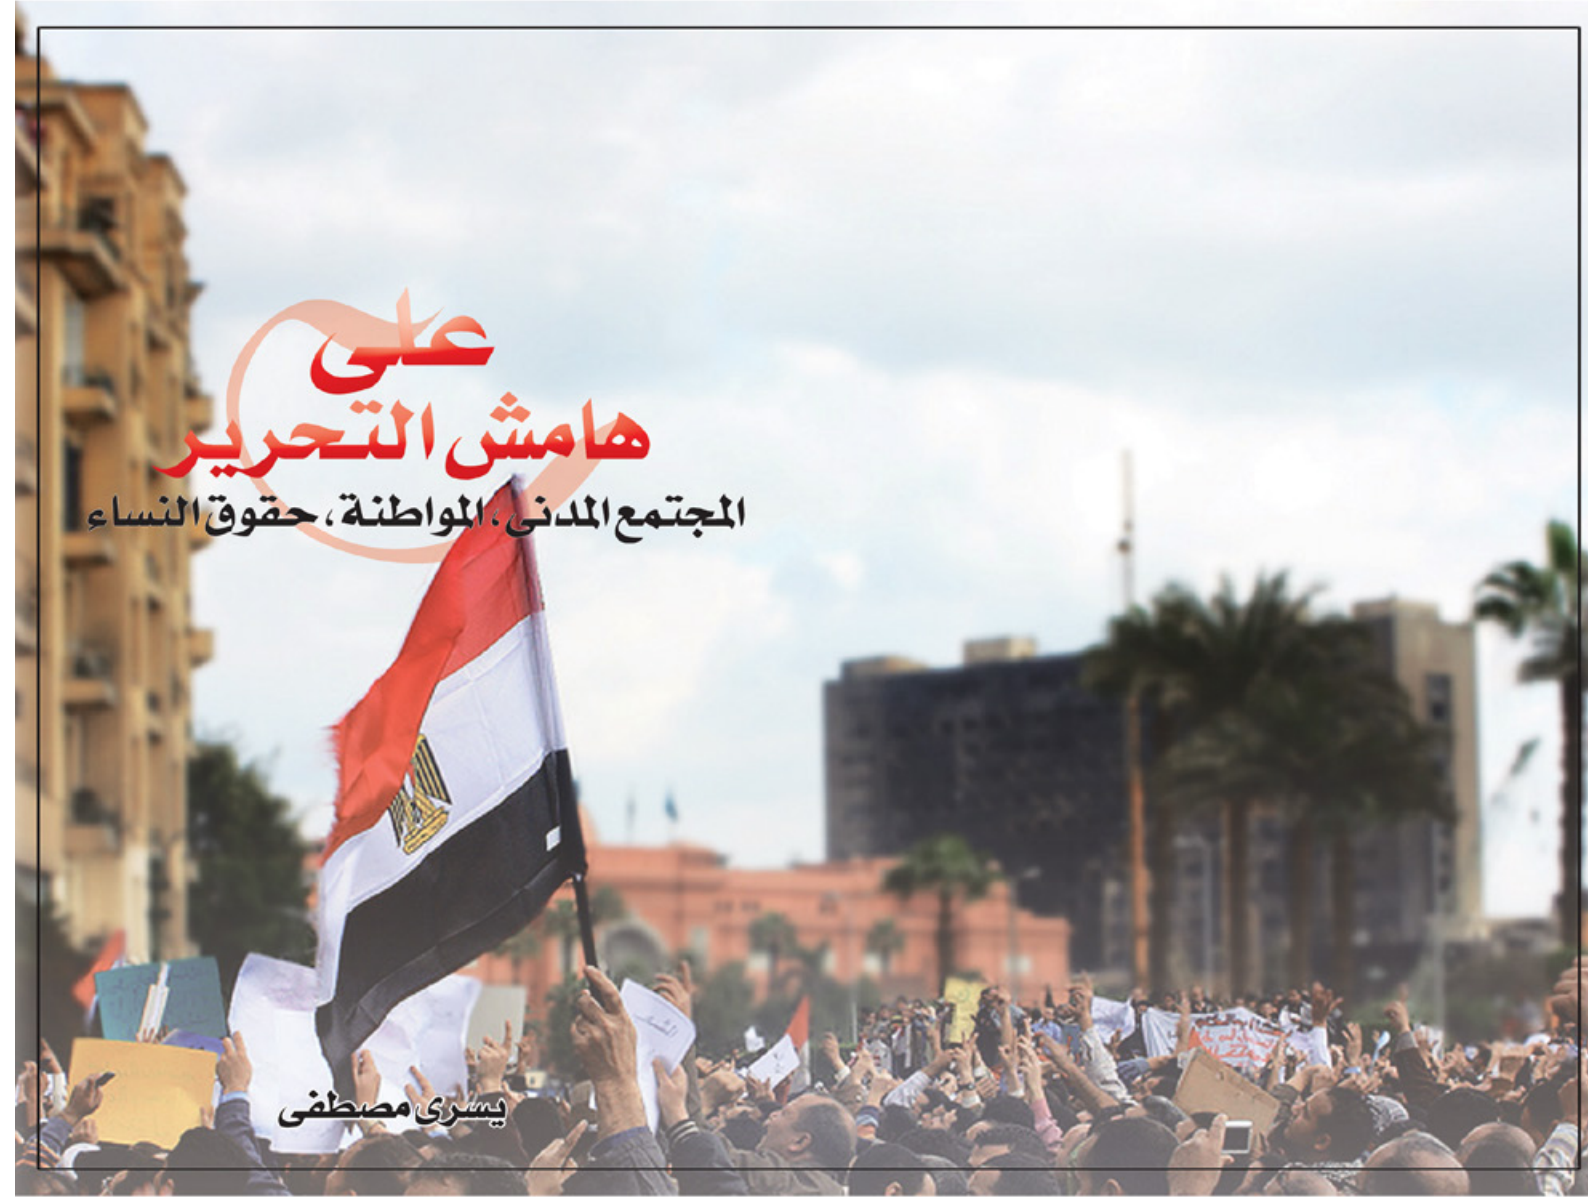 على
هامش التحرير
المجتمع المدنى، المواطنة، حقوق النساء
يسرى مصطفى